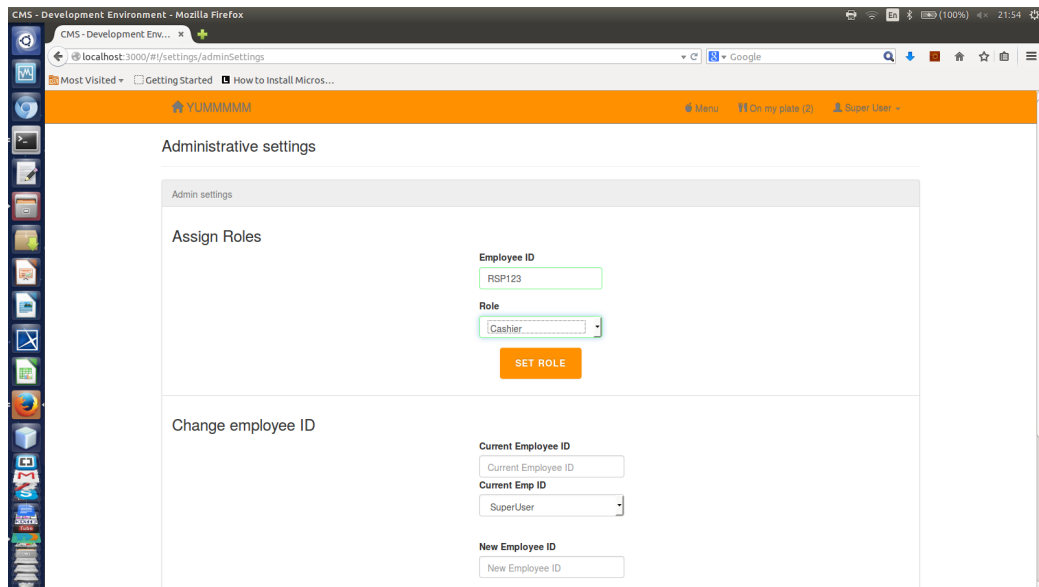 CMS - Development Environment - Mozilla Firefox
En (100%) 21:54
CMS - Development Env... ×
localhost:3000/#!/settings/adminSettings
Google
Most Visited Getting Started How to Install Micros...
YUMMMMM Menu On my plate (2) Super User
Administrative settings
Admin settings
Assign Roles
Employee ID
RSP123
Role
Cashier
SET ROLE
Change employee ID
Current Employee ID
Current Employee ID
Current Emp ID
SuperUser
New Employee ID
New Employee ID